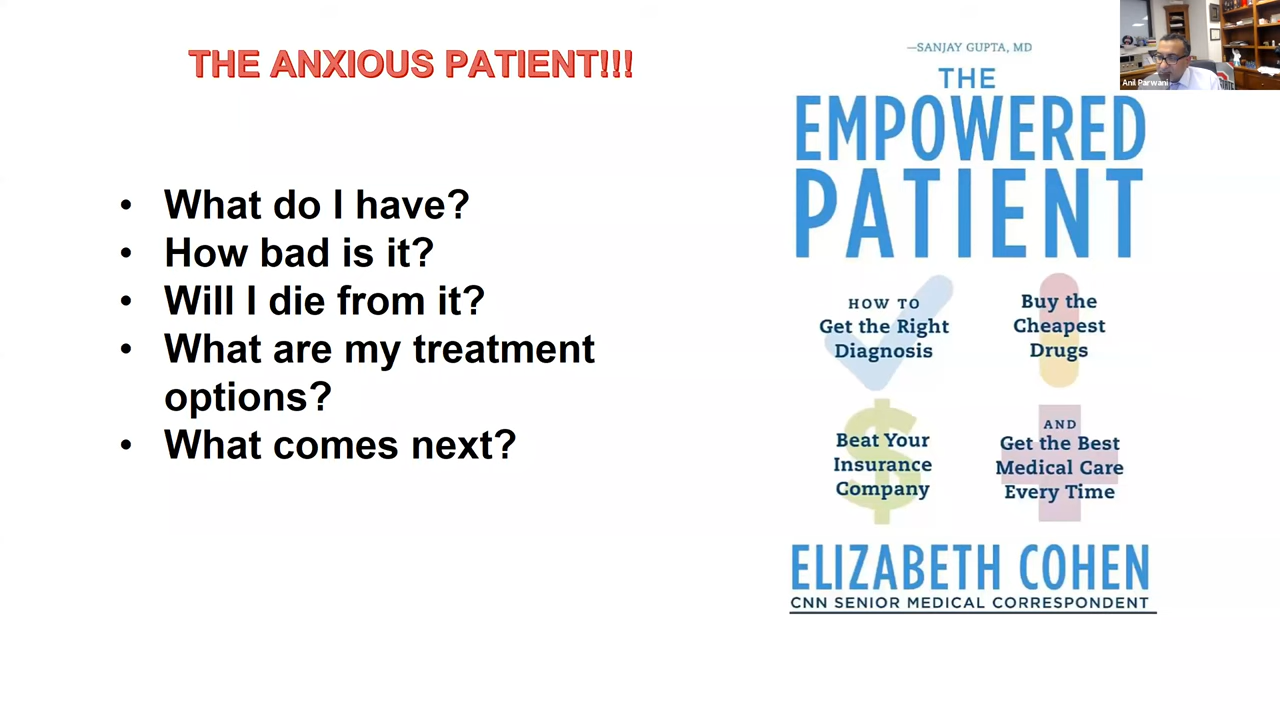 THE ANXIOUS PATIENT!!!
• What do I have?
• How bad is it?
• Will I die from it?
• What are my treatment
options?
• What comes next?
—SANJAY GUPTA, MD
THE
EMPOWERED
PATIENT
HOW TO
Get the Right
Diagnosis
Buy the
Cheapest
Drugs
Beat Your
Insurance
Company
AND
Get the Best
Medical Care
Every Time
ELIZABETH COHEN
CNN SENIOR MEDICAL CORRESPONDENT
Anil Parwani